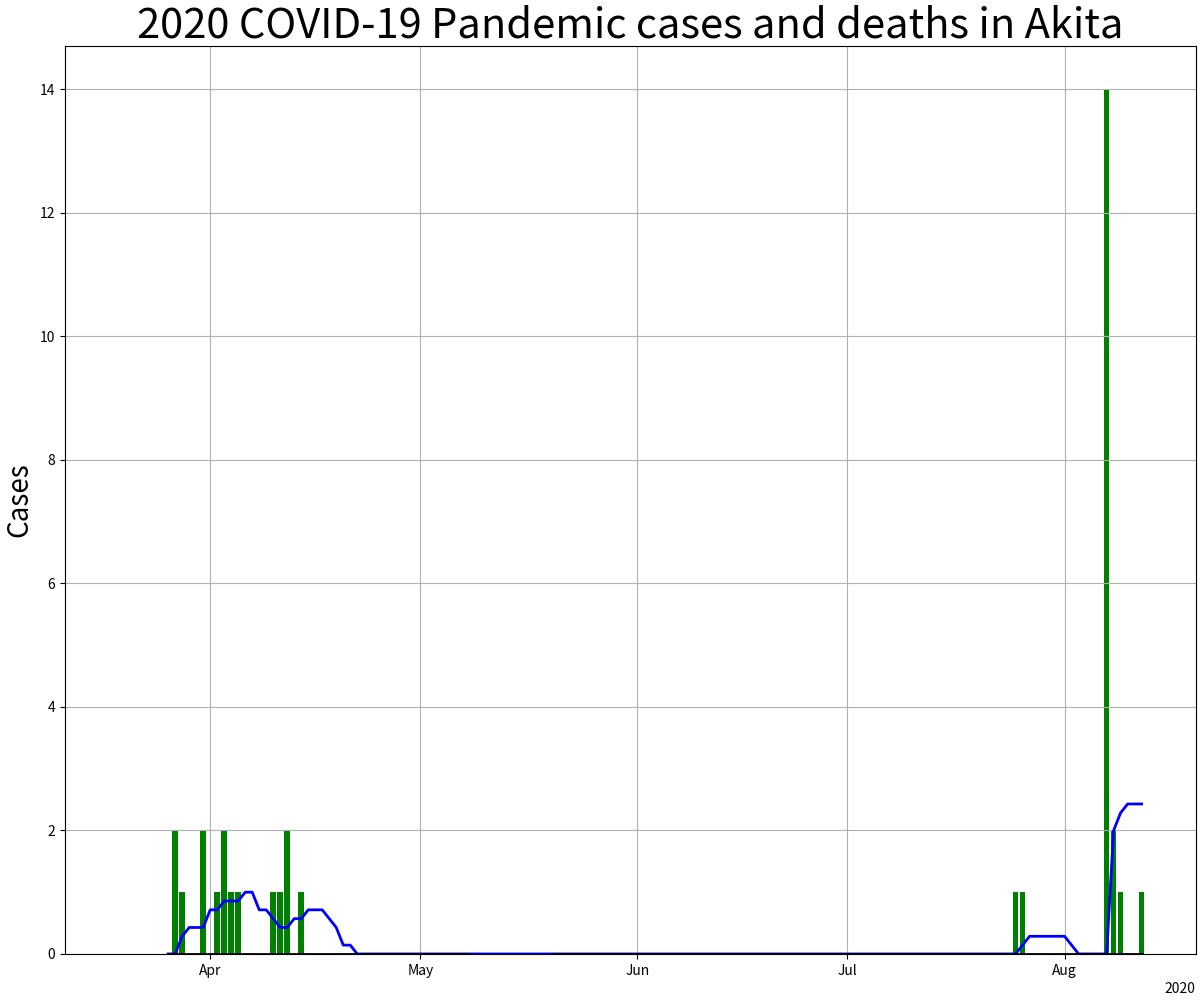 2020 COVID-19 Pandemic cases and deaths in Akita
Cases
14
12
10
8
6
4
2
0
Apr
May
Jun
Jul
Aug
2020